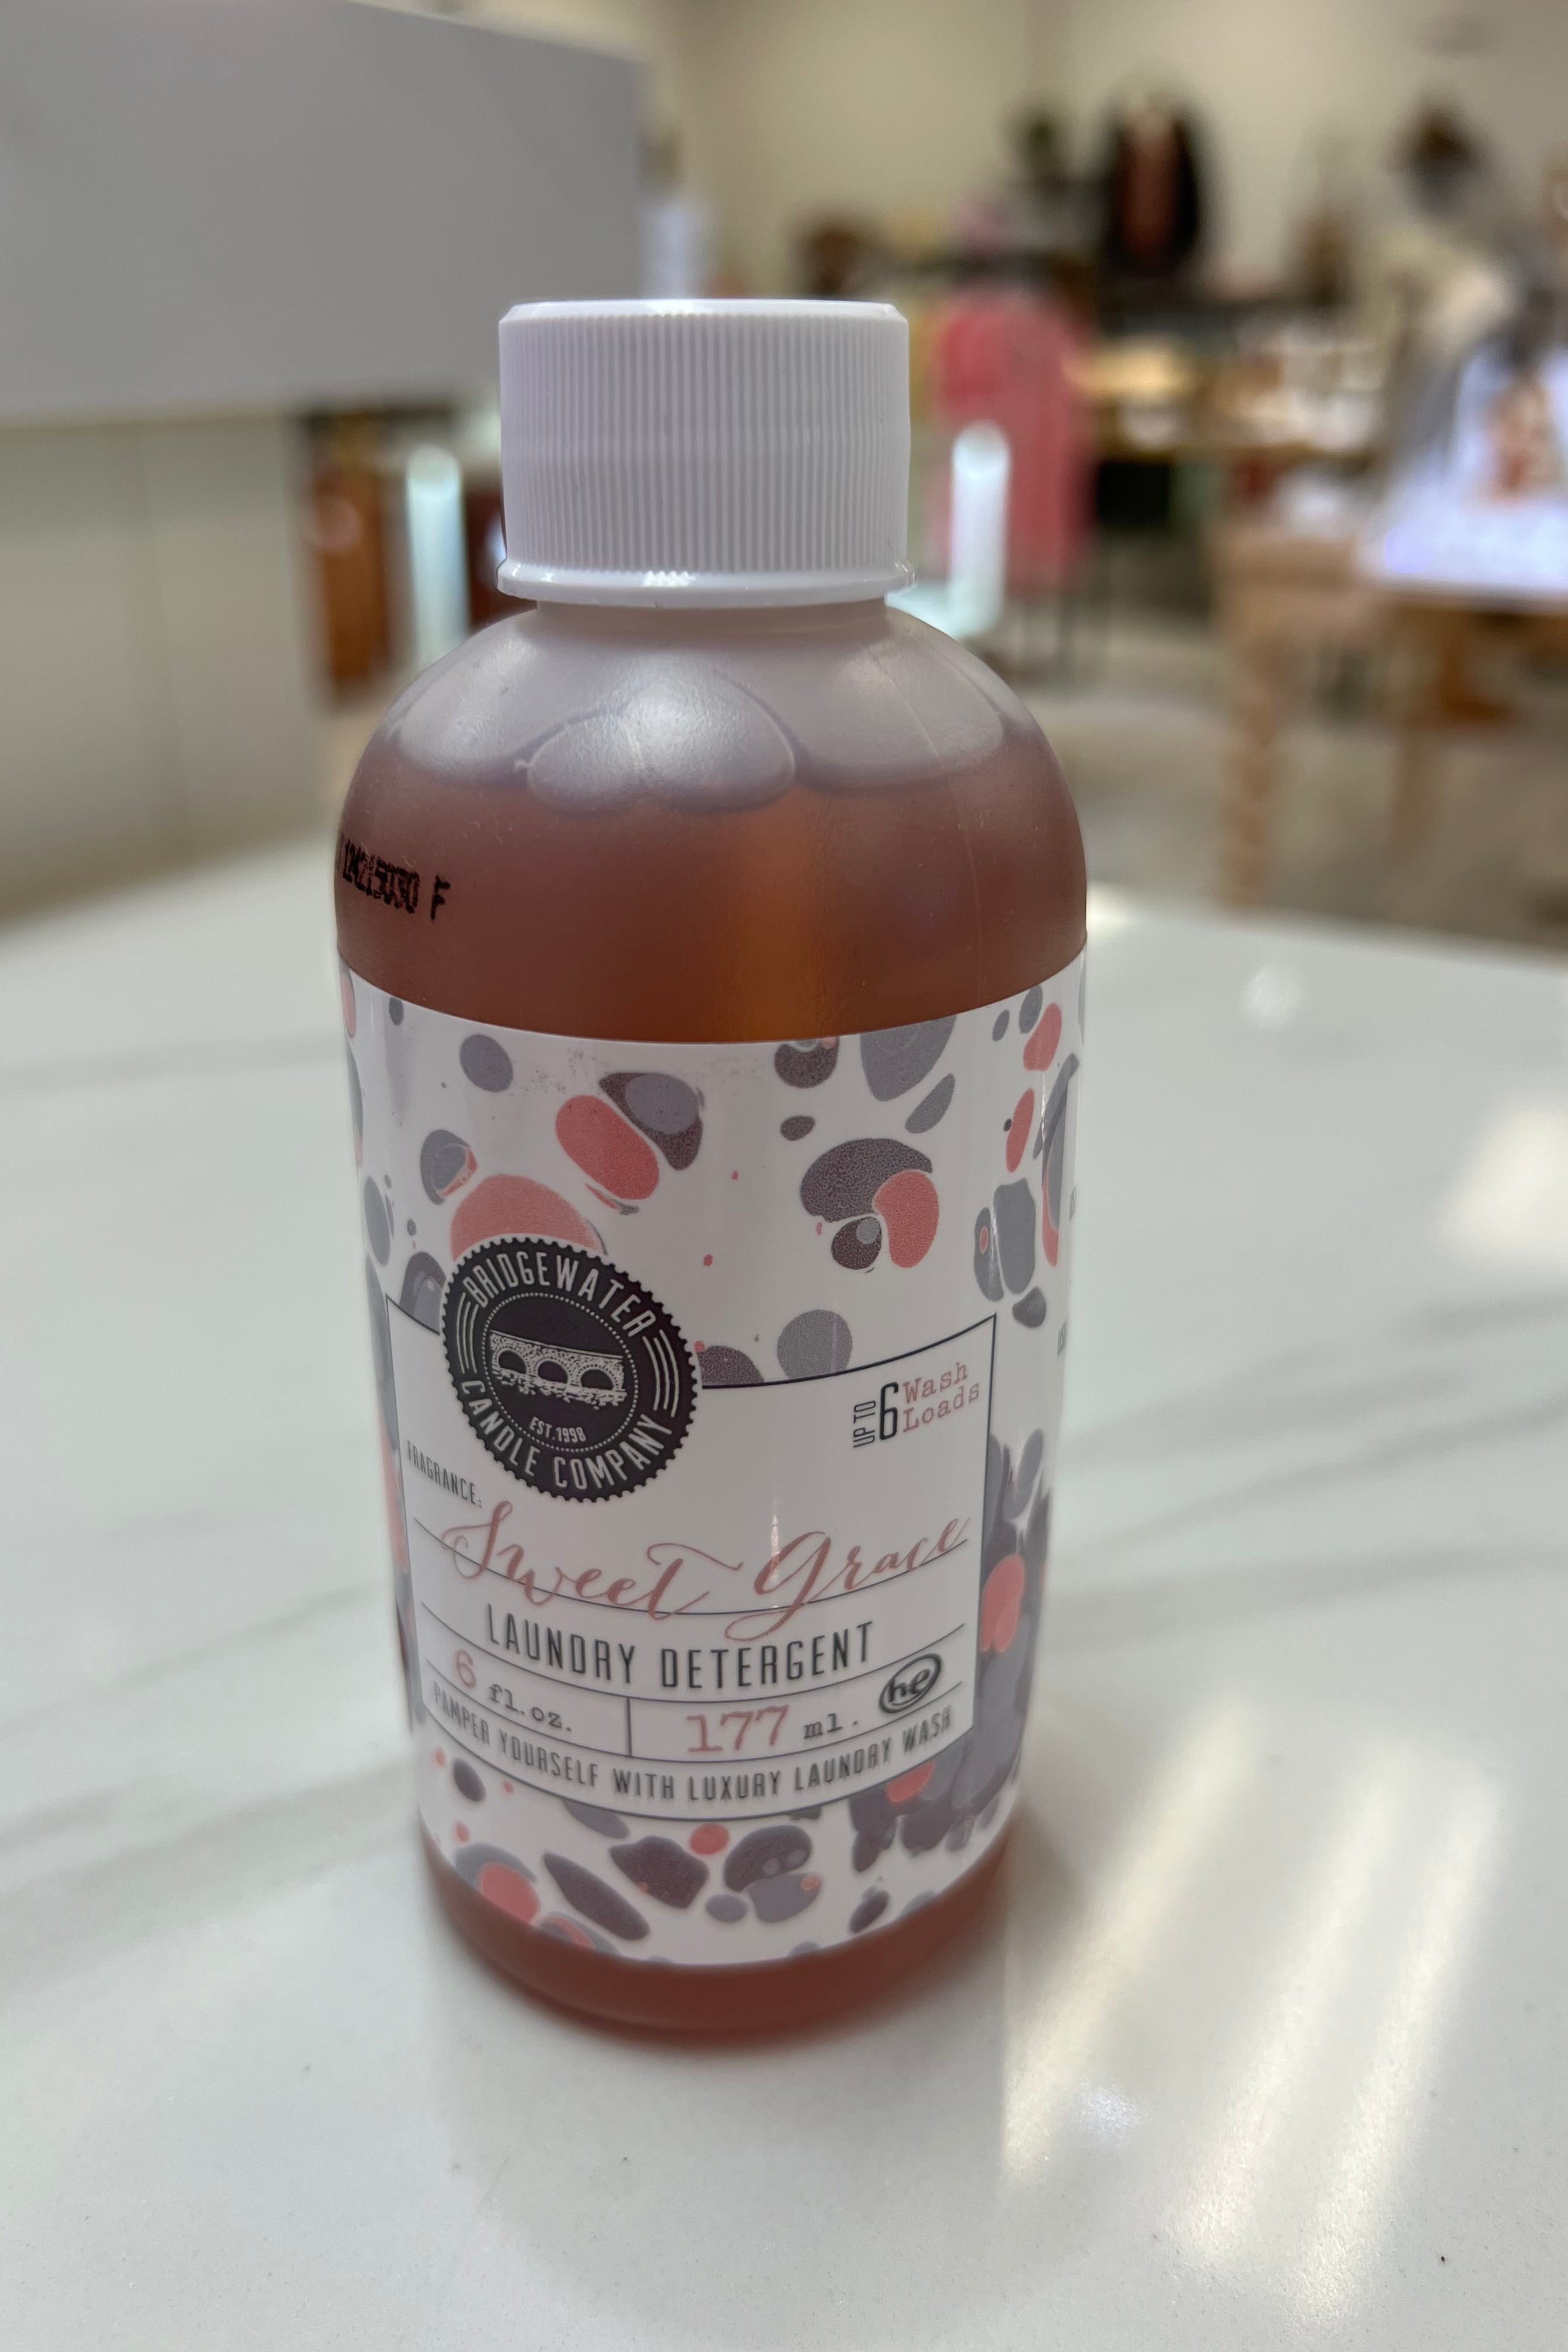 BRIDGEWATER
EST. 1998
CANDLE COMPANY
UP TO 6 Wash
Loads
FRAGRANCE:
Sweet Grace
LAUNDRY DETERGENT
6 fl.oz. 177 ml. he
PAMPER YOURSELF WITH LUXURY LAUNDRY WASH